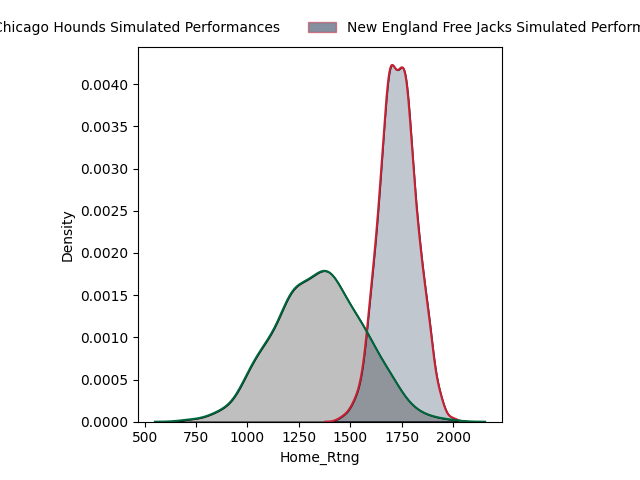 Chicago Hounds Simulated Performances New England Free Jacks Simulated Perform
0.0040
0.0035
0.0030
0.0025
0.0020
0.0015
0.0010
0.0005
0.0000
Density
500 750 1000 1250 1500 1750 2000
Home_Rtng